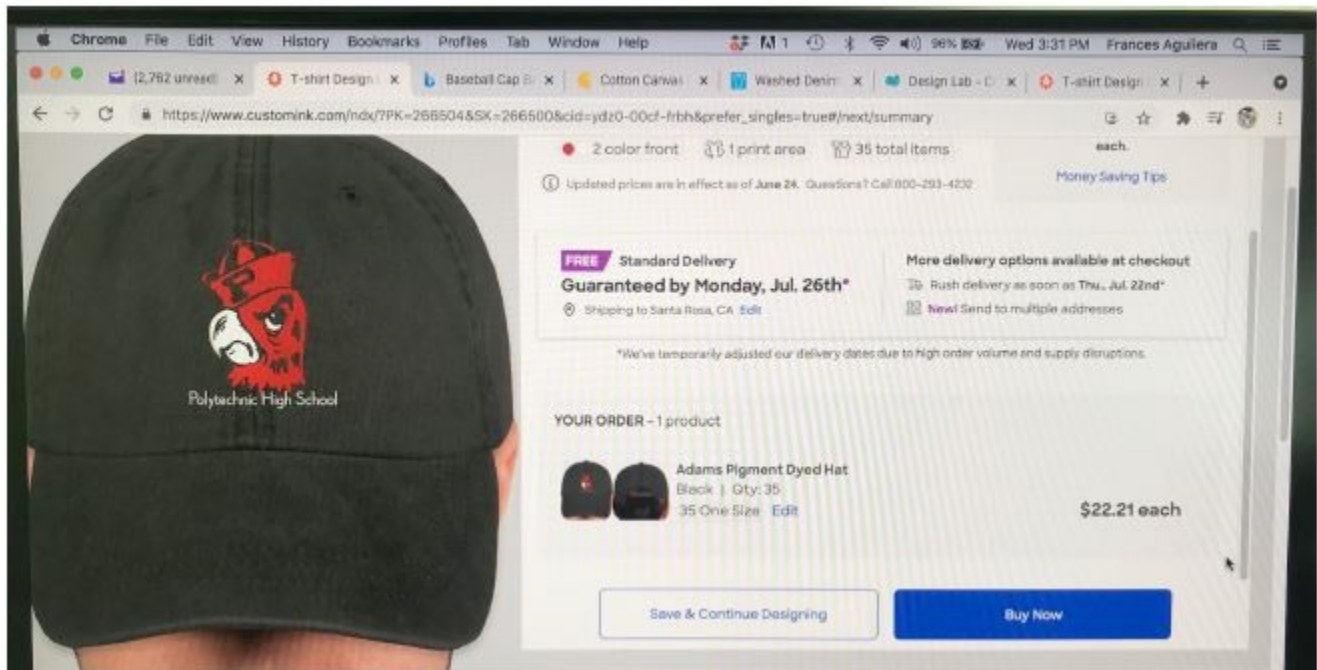 Chrome File Edit View History Bookmarks Profiles Tab Window Help 1 96% Wed 3:31 PM Frances Aguilera
(2,762 unread) T-shirt Design Baseball Cap B Cotton Canvas Washed Denim Design Lab - C T-shirt Design
https://www.customink.com/ndx/?PK=266504&SK=266500&cid=ydz0-00cf-frbh&prefer_singles=true#/next/summary
2 color front 1 print area 35 total items
each.
Updated prices are in effect as of June 24. Questions? Call 800-293-4232
Money Saving Tips
FREE Standard Delivery
Guaranteed by Monday, Jul. 26th*
Shipping to Santa Rosa, CA Edit
More delivery options available at checkout
Rush delivery as soon as Thu., Jul. 22nd*
New! Send to multiple addresses
*We've temporarily adjusted our delivery dates due to high order volume and supply disruptions.
P
Polytechnic High School
YOUR ORDER - 1 product
Adams Pigment Dyed Hat
Black | Qty: 35
35 One Size Edit
$22.21 each
Save & Continue Designing
Buy Now